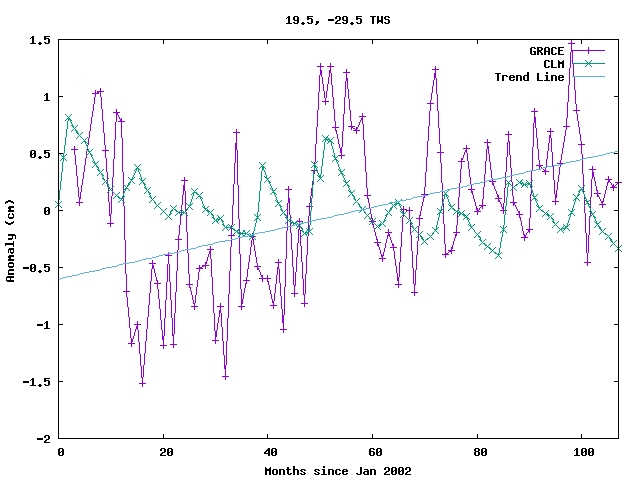 19.5, -29.5 TWS
GRACE
CLM
Trend Line
1.5
1
0.5
0
-0.5
-1
-1.5
-2
Anomaly (cm)
0 20 40 60 80 100
Months since Jan 2002